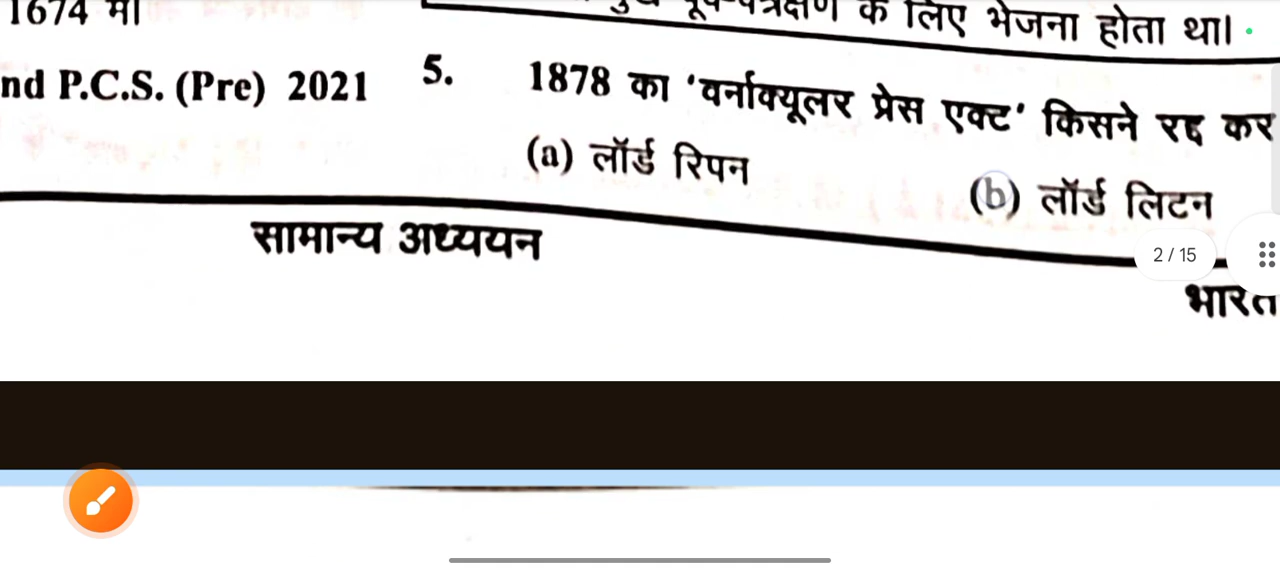 1674 में
के लिए भेजना होता था।
nd P.C.S. (Pre) 2021
5. 1878 का ‘वर्नाक्यूलर प्रेस एक्ट’ किसने रद्द कर
(a) लॉर्ड रिपन
(b) लॉर्ड लिटन
सामान्य अध्ययन
2 / 15
भारत